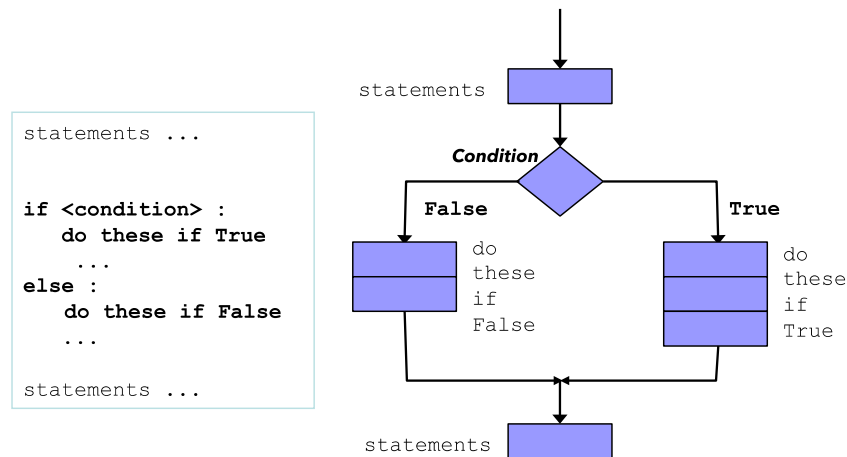 statements ...
if <condition> :
do these if True
...
else :
do these if False
...
statements ...
statements
Condition
False
True
do
these
if
False
do
these
if
True
statements